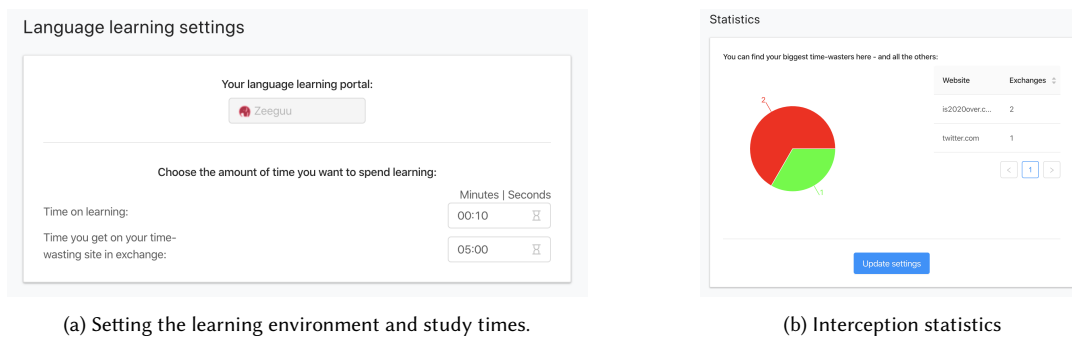 Language learning settings
Your language learning portal:
Zeeguu
Choose the amount of time you want to spend learning:
Minutes | Seconds
Time on learning:
00:10
Time you get on your time-
wasting site in exchange:
05:00
(a) Setting the learning environment and study times.
Statistics
You can find your biggest time-wasters here - and all the others:
Website Exchanges
is2020over.c... 2
twitter.com 1
2
1
< 1 >
Update settings
(b) Interception statistics